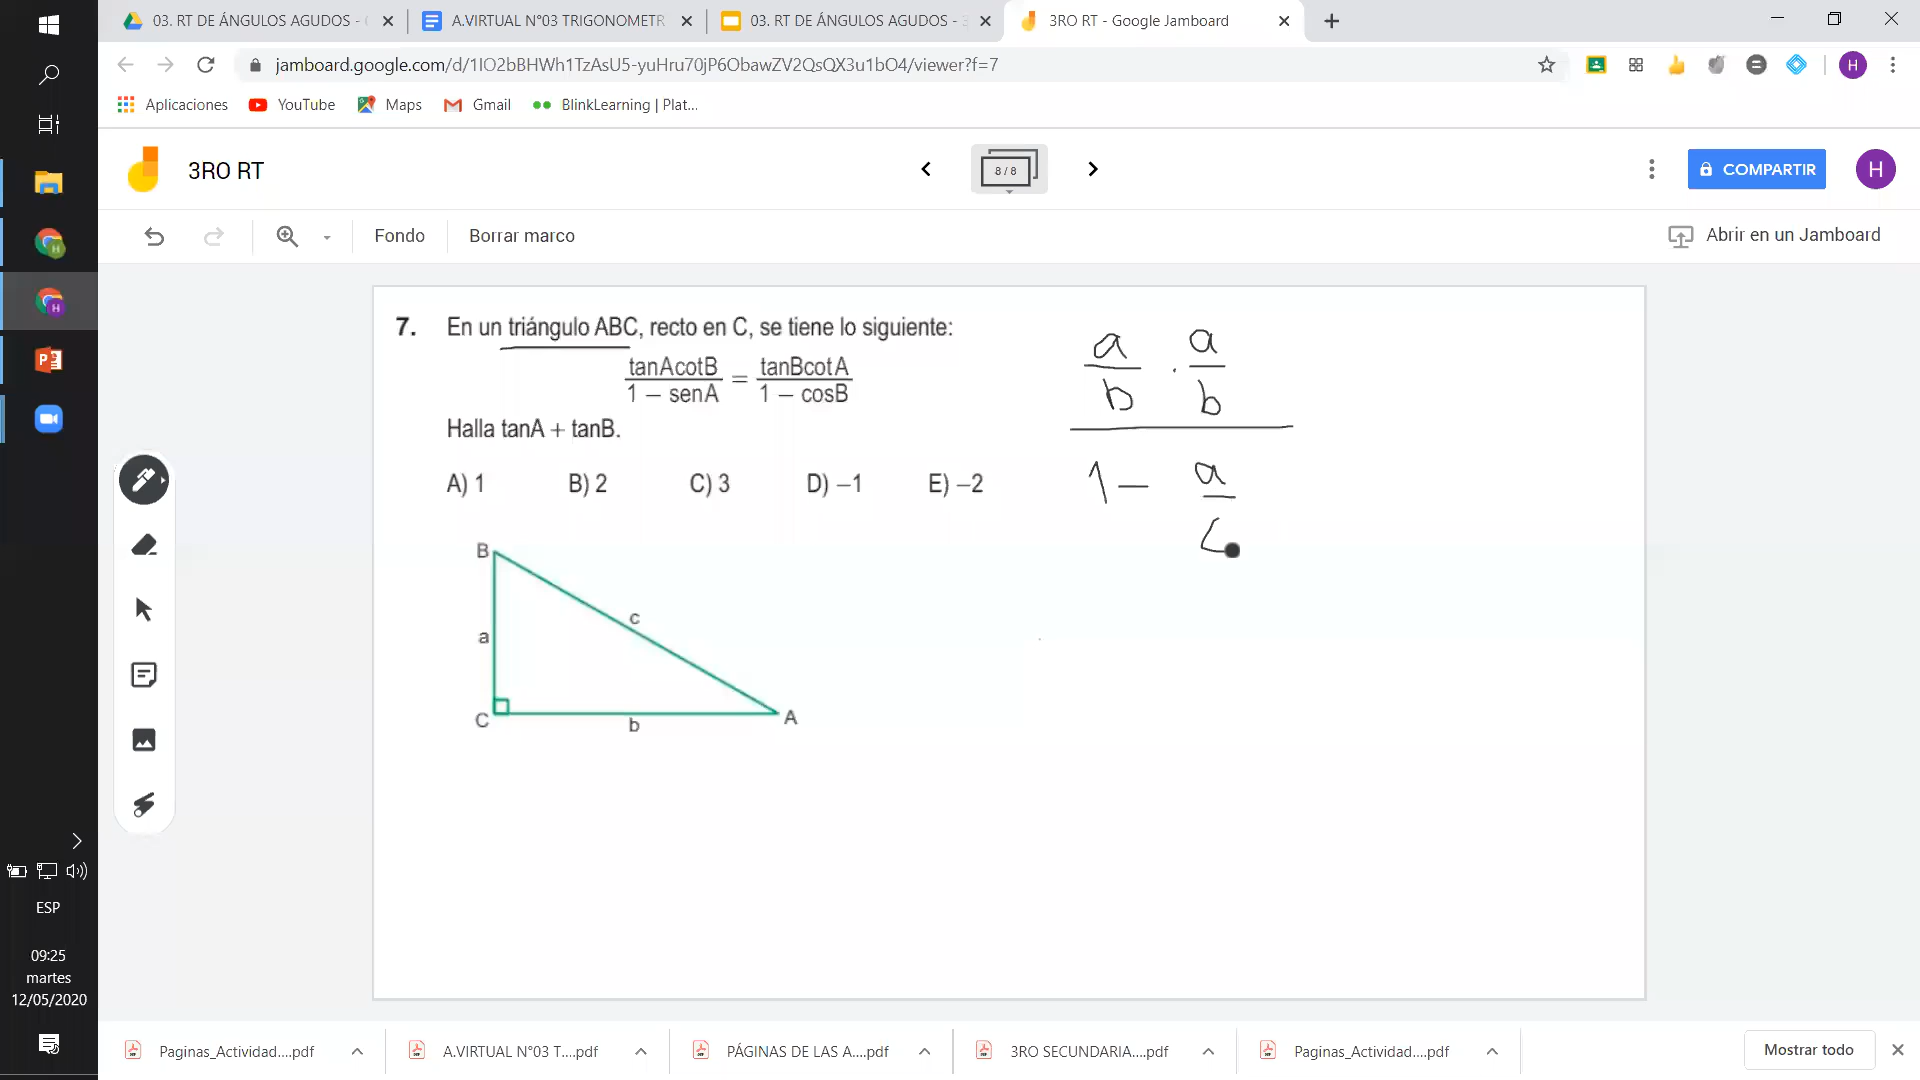 03. RT DE ÁNGULOS AGUDOS -
A.VIRTUAL N°03 TRIGONOMETR
03. RT DE ÁNGULOS AGUDOS -
3RO RT - Google Jamboard
jamboard.google.com/d/1IO2bBHWh1TzAsU5-yuHru70jP6ObawZV2QsQX3u1bO4/viewer?f=7
H
Aplicaciones
YouTube
Maps
Gmail
BlinkLearning | Plat...
3RO RT
8 / 8
COMPARTIR
H
Fondo
Borrar marco
Abrir en un Jamboard
7. En un triángulo ABC, recto en C, se tiene lo siguiente:
tanAcotB / 1 – senA = tanBcotA / 1 – cosB
Halla tanA + tanB.
A) 1 B) 2 C) 3 D) –1 E) –2
a/b · a/b
1 – a
B
c
a
C
b
A
ESP
09:25
martes
12/05/2020
Paginas_Actividad....pdf
A.VIRTUAL N°03 T....pdf
PÁGINAS DE LAS A....pdf
3RO SECUNDARIA....pdf
Paginas_Actividad....pdf
Mostrar todo